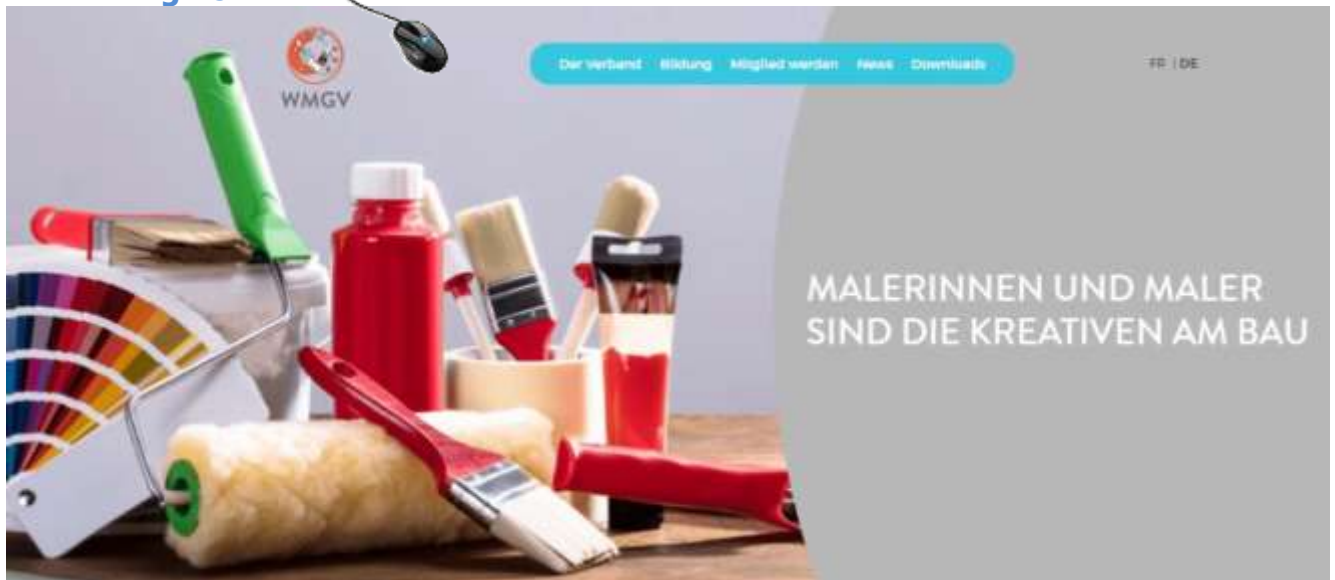 WMGV
Der Verband Bildung Mitglied werden News Downloads
FR | DE
MALERINNEN UND MALER
SIND DIE KREATIVEN AM BAU